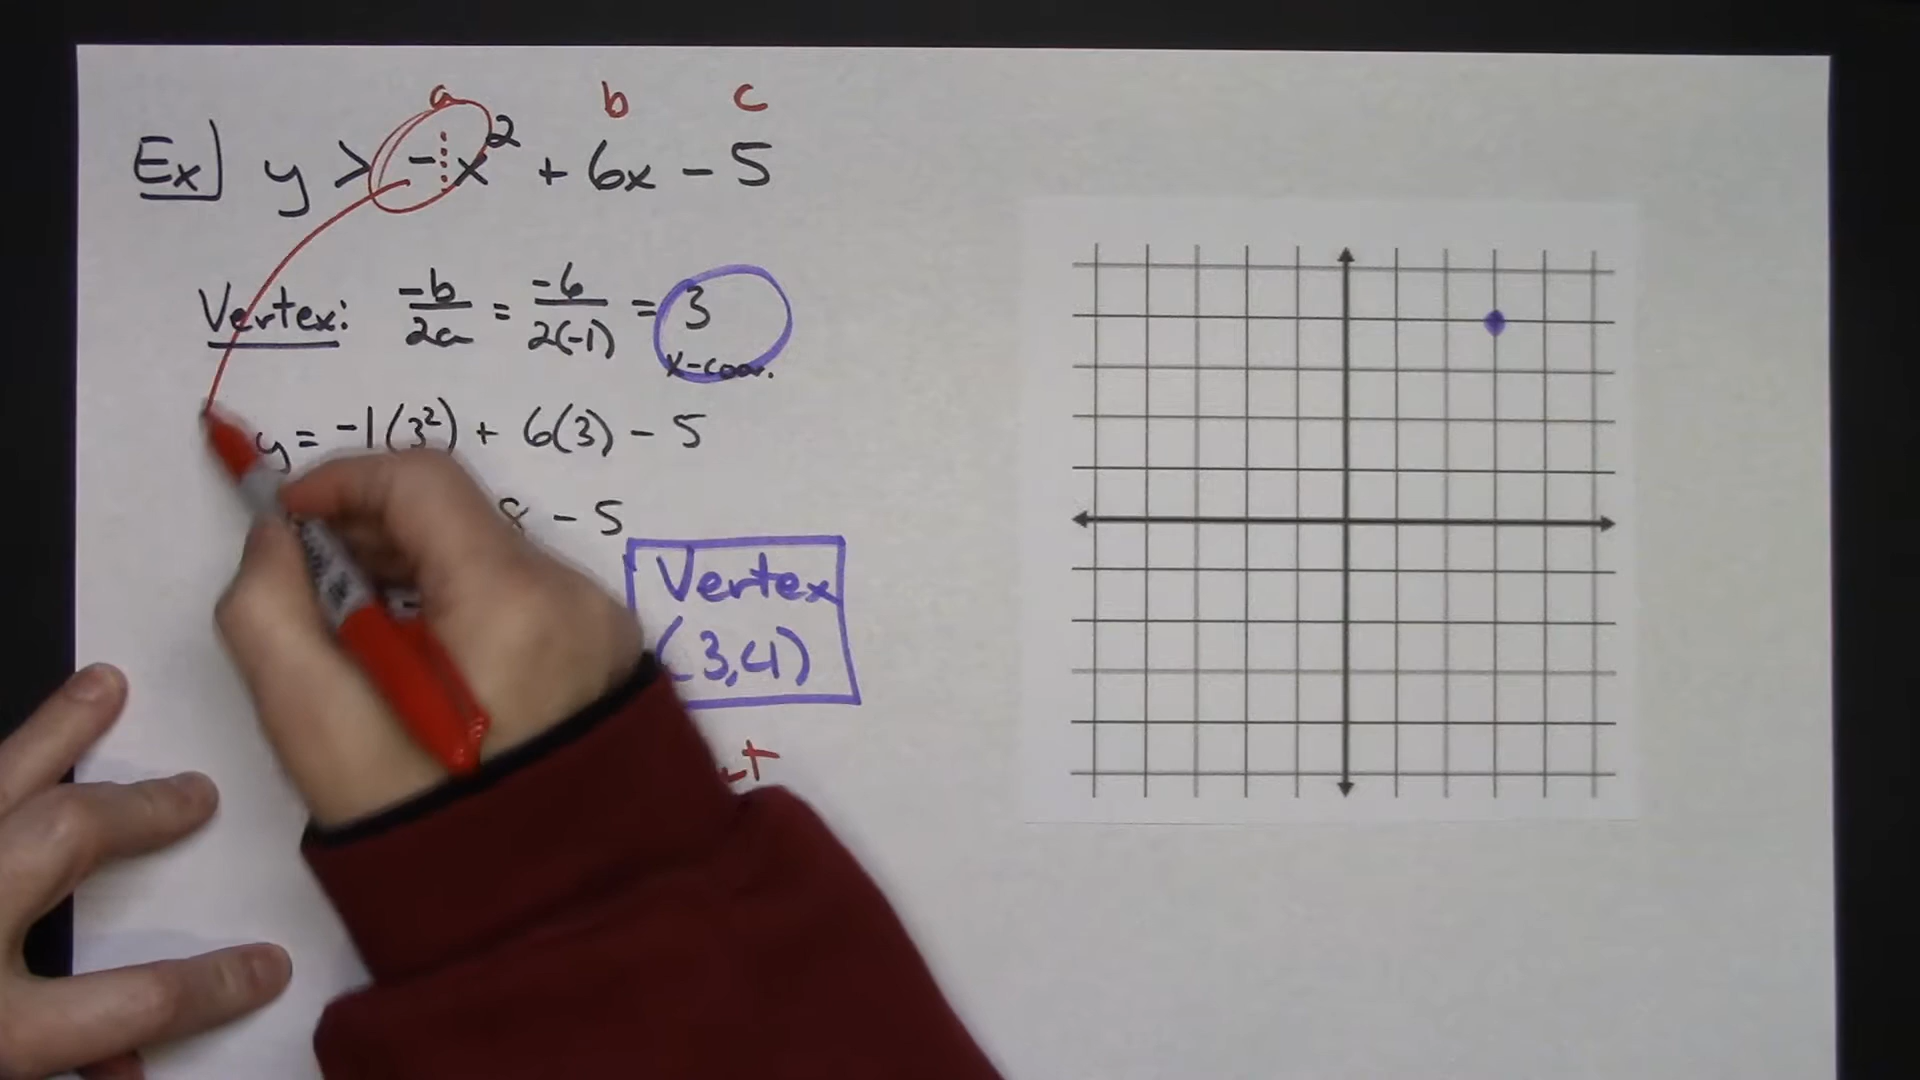 a b c
Ex] y > -x² + 6x - 5
Vertex: -b/2a = -6/2(-1) = 3
x-coor.
y = -1(3²) + 6(3) - 5
8 - 5
Vertex
(3,4)